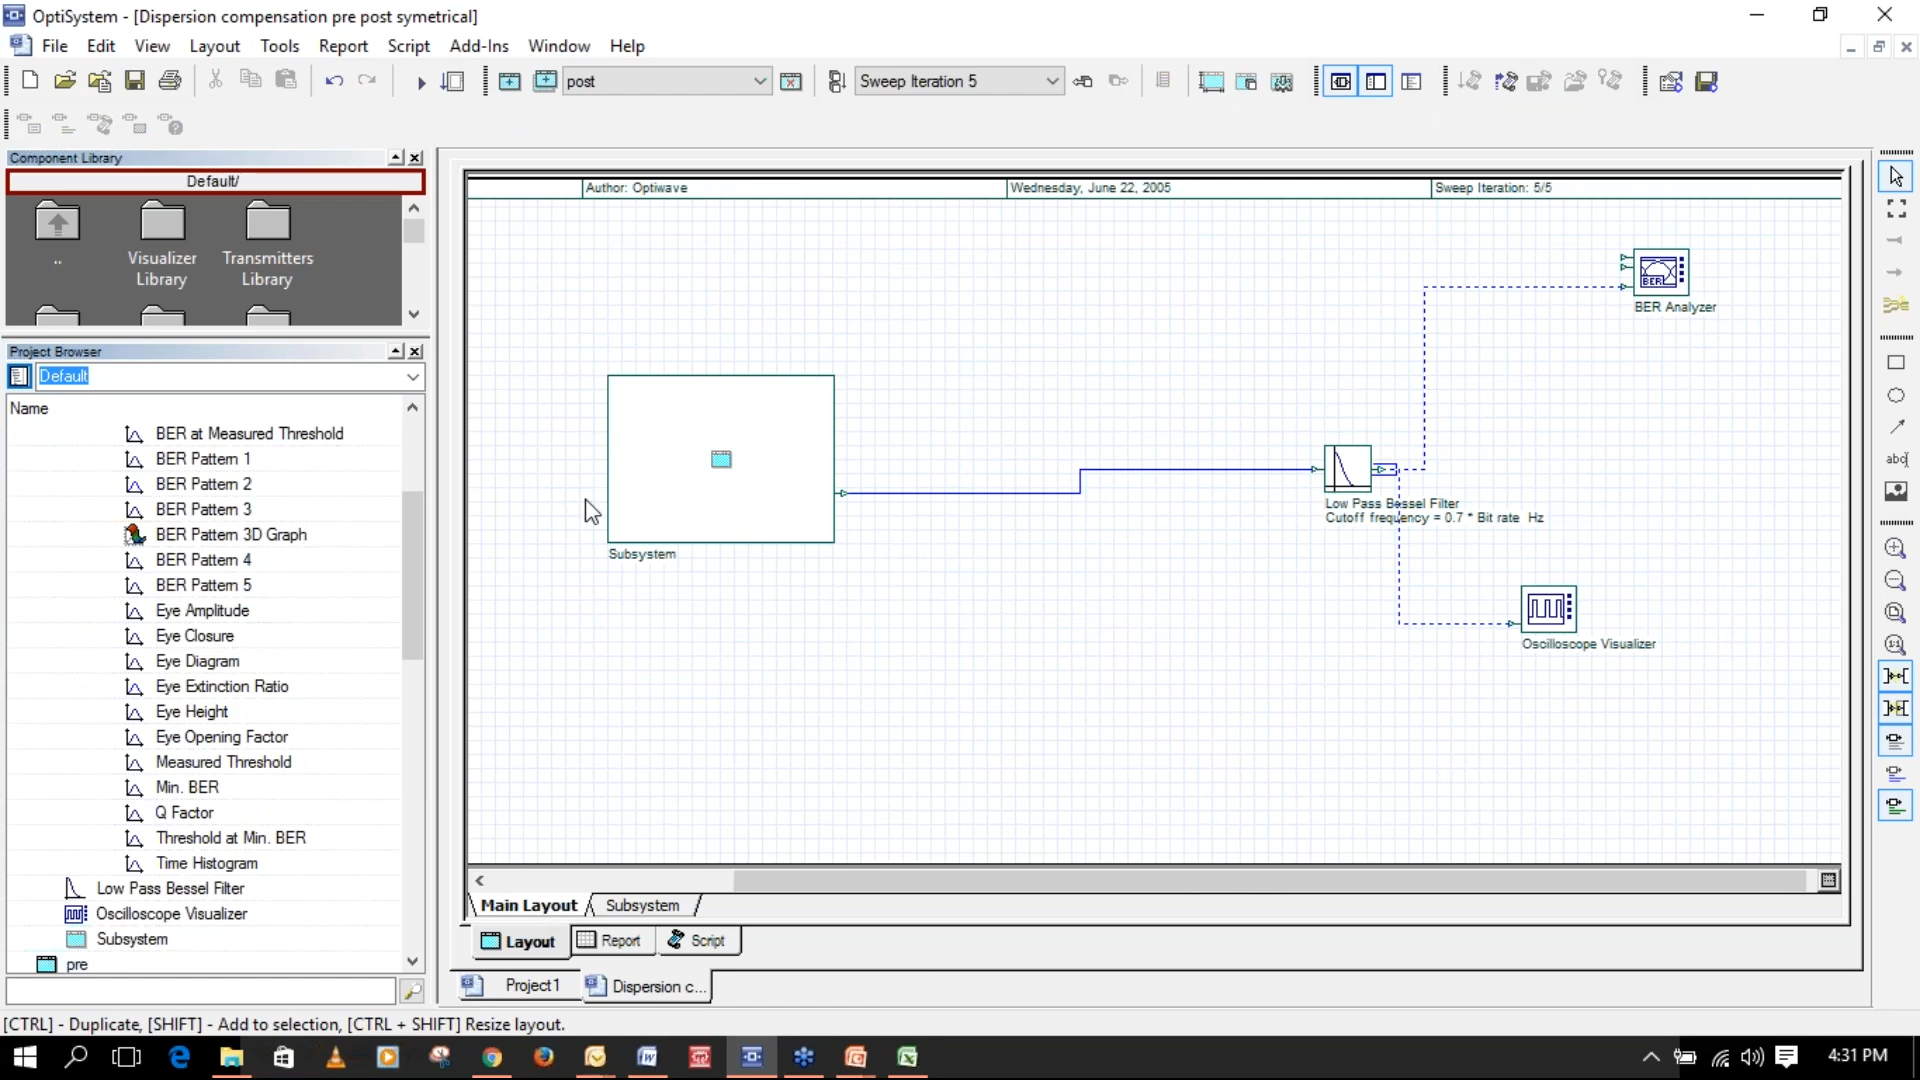 OptiSystem - [Dispersion compensation pre post symetrical]
File Edit View Layout Tools Report Script Add-Ins Window Help
post
Sweep Iteration 5
Component Library
Default/
..
Visualizer Library
Transmitters Library
Project Browser
Default
Name
BER at Measured Threshold
BER Pattern 1
BER Pattern 2
BER Pattern 3
BER Pattern 3D Graph
BER Pattern 4
BER Pattern 5
Eye Amplitude
Eye Closure
Eye Diagram
Eye Extinction Ratio
Eye Height
Eye Opening Factor
Measured Threshold
Min. BER
Q Factor
Threshold at Min. BER
Time Histogram
Low Pass Bessel Filter
Oscilloscope Visualizer
Subsystem
pre
Author: Optiwave
Wednesday, June 22, 2005
Sweep Iteration: 5/5
BER
BER Analyzer
Low Pass Bessel Filter
Cutoff frequency = 0.7 * Bit rate Hz
Subsystem
Oscilloscope Visualizer
Main Layout
Subsystem
Layout
Report
Script
Project1
Dispersion c...
abc
1:1
[CTRL] - Duplicate, [SHIFT] - Add to selection, [CTRL + SHIFT] Resize layout.
4:31 PM